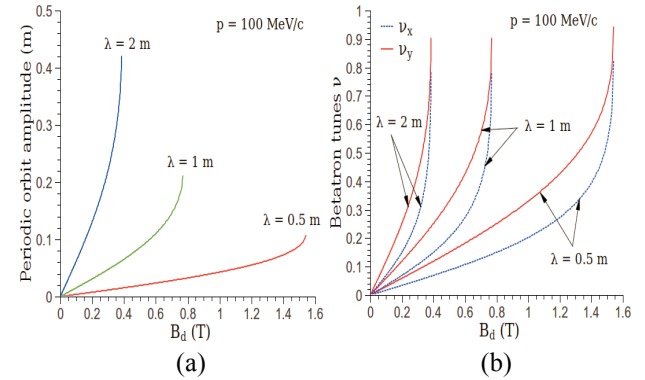 p = 100 MeV/c
λ = 2 m
λ = 1 m
λ = 0.5 m
Periodic orbit amplitude (m)
0.5
0.4
0.3
0.2
0.1
0
0 0.2 0.4 0.6 0.8 1 1.2 1.4 1.6
B_d (T)
(a)
p = 100 MeV/c
ν_x
ν_y
λ = 2 m
λ = 1 m
λ = 0.5 m
Betatron tunes ν
1
0.9
0.8
0.7
0.6
0.5
0.4
0.3
0.2
0.1
0
0 0.2 0.4 0.6 0.8 1 1.2 1.4 1.6
B_d (T)
(b)